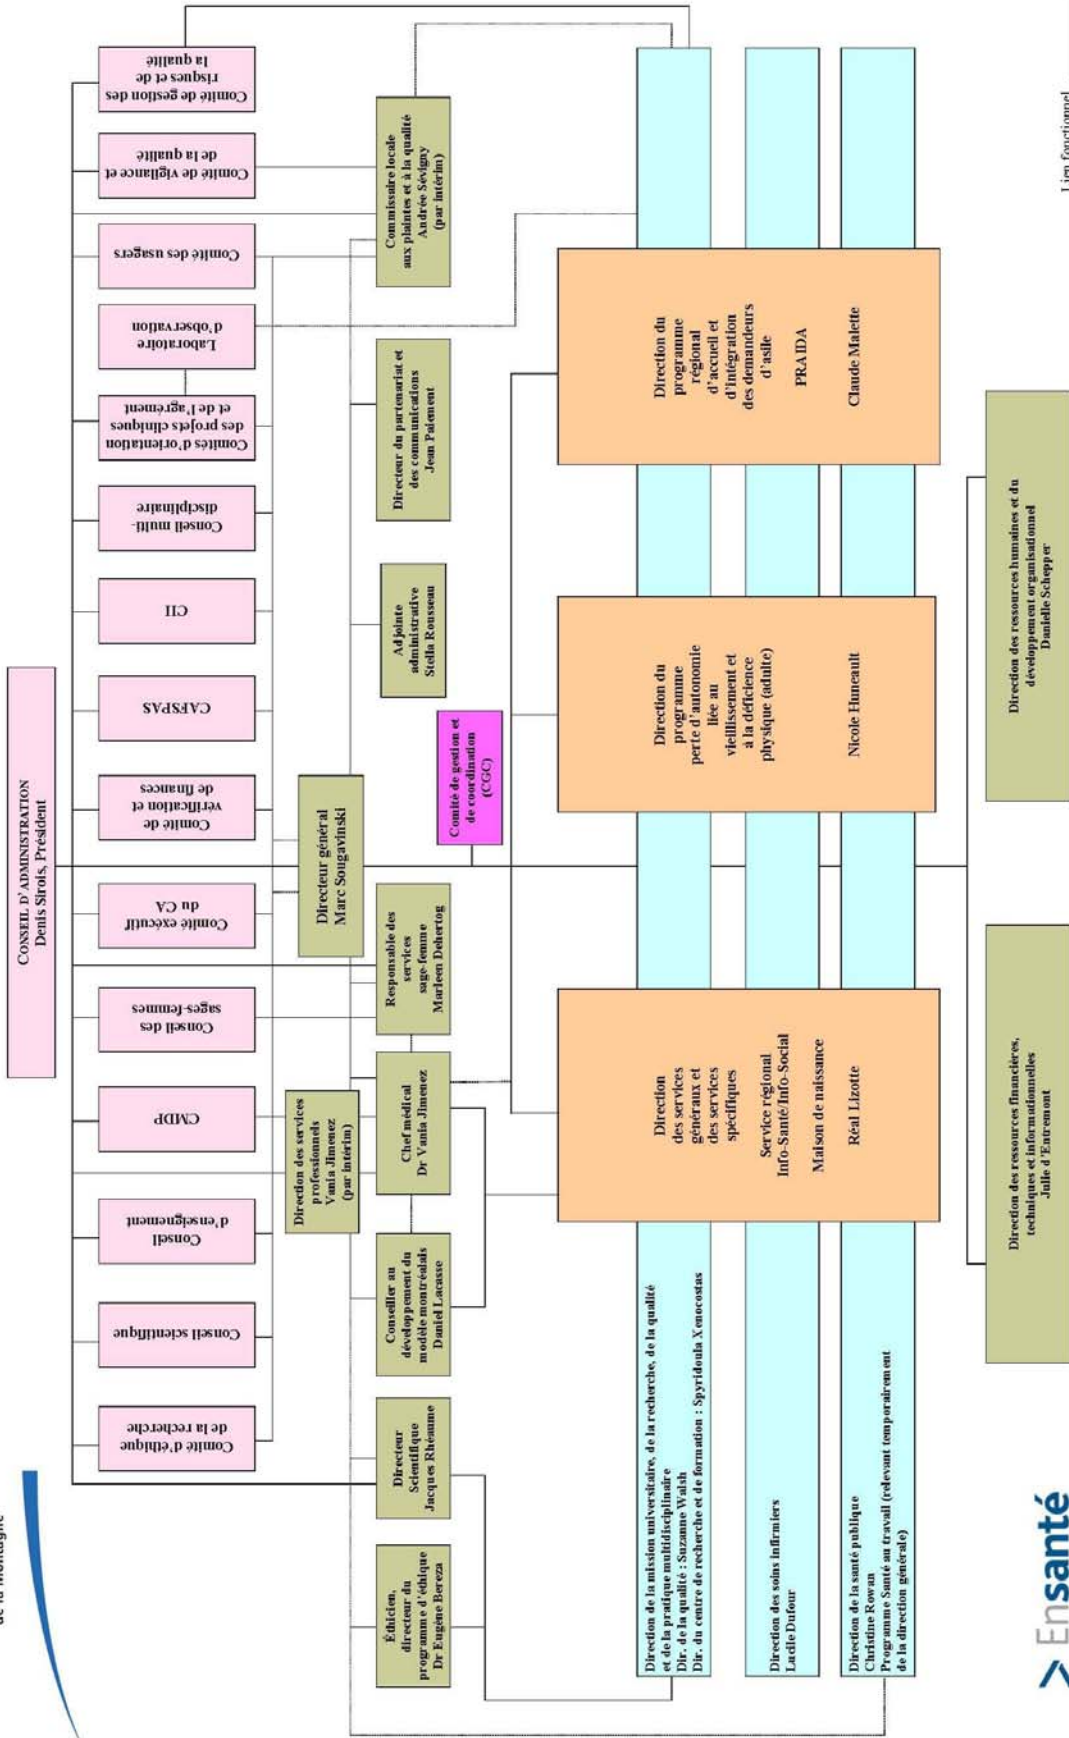 de la Montagne
CONSEIL D'ADMINISTRATION
Denis Sirois, Président
Comité d'éthique
de la recherche
Conseil scientifique
Conseil
d'enseignement
CMDP
Conseil des
sages-femmes
Comité exécutif
du CA
Comité de
vérification et
de finances
CAFSPAS
CII
Conseil multi-
disciplinaire
Comités d'orientation
des projets cliniques
et de l'agrément
Laboratoire
d'observation
Comité des usagers
Comité de vigilance et
de la qualité
Comité de gestion des
risques et de
la qualité
Direction des services
professionnels
Vania Jimenez
(par intérim)
Directeur général
Marc Sougavinski
Éthicien,
directeur du
programme d'éthique
Dr Eugene Bereza
Directeur
Scientifique
Jacques Rhéaume
Conseiller au
développement du
modèle montréalais
Daniel Lacasse
Chef médical
Dr Vania Jimenez
Responsable des
services
sage-femme
Marleen Dehertog
Adjointe
administrative
Stella Rousseau
Directeur du partenariat et
des communications
Jean Paiement
Commissaire locale
aux plaintes et à la qualité
Andrée Sévigny
(par intérim)
Comité de gestion et
de coordination
(CGC)
Direction
des services
généraux et
des services
spécifiques
Service régional
Info-Santé/Info-Social
Maison de naissance
Réal Lizotte
Direction du
programme
perte d'autonomie
liée au
vieillissement et
à la déficience
physique (adulte)
Nicole Huneault
Direction du
programme
régional
d'accueil et
d'intégration
des demandeurs
d'asile
PRAIDA
Claude Malette
Direction de la mission universitaire, de la recherche, de la qualité
et de la pratique multidisciplinaire
Dir. de la qualité : Suzanne Walsh
Dir. du centre de recherche et de formation : Spyridoula Xenocostas
Direction des soins infirmiers
Lucile Dufour
Direction de la santé publique
Christine Rowan
Programme Santé au travail (relevant temporairement
de la direction générale)
Direction des ressources financières,
techniques et informationnelles
Julie d'Entremont
Direction des ressources humaines et du
développement organisationnel
Danielle Schepper
Ensanté
Lien fonctionnel